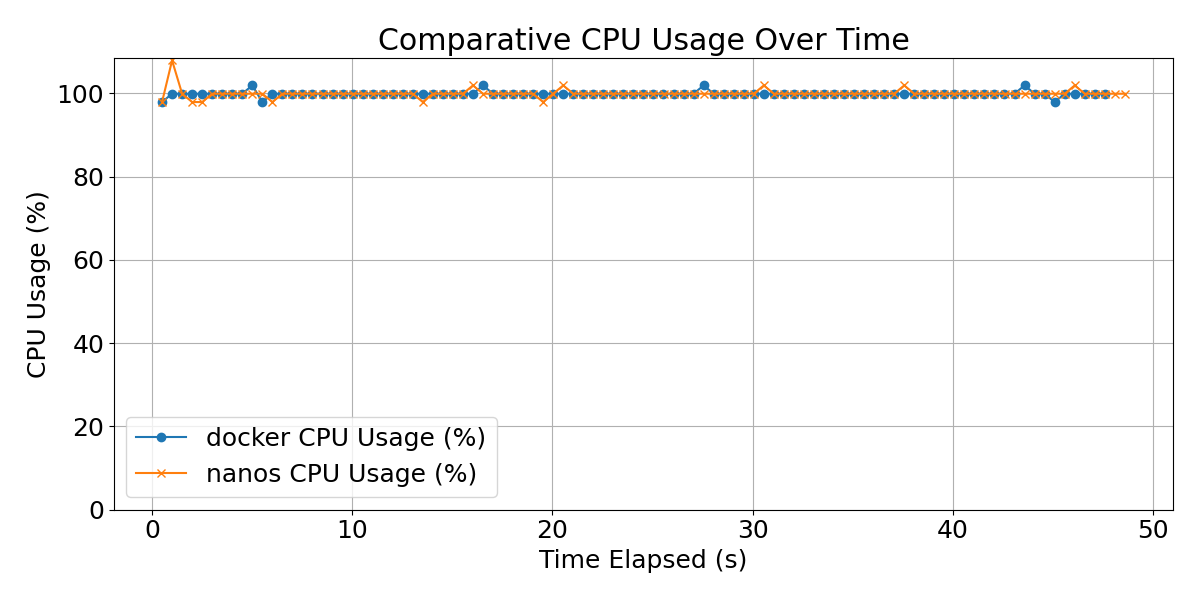 Comparative CPU Usage Over Time
CPU Usage (%)
100
80
60
40
20
0
docker CPU Usage (%)
nanos CPU Usage (%)
0 10 20 30 40 50
Time Elapsed (s)